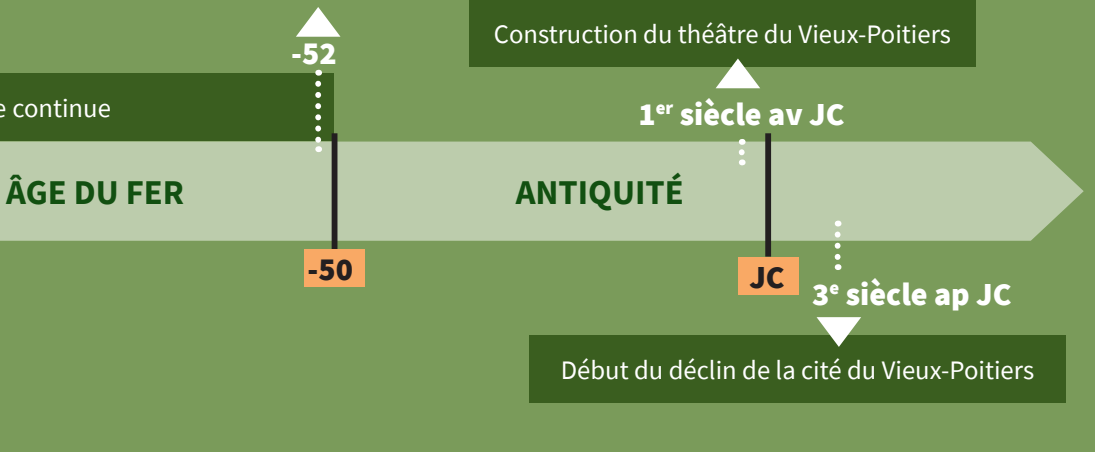 Construction du théâtre du Vieux-Poitiers
-52
e continue
1er siècle av JC
ÂGE DU FER
ANTIQUITÉ
-50
JC
3e siècle ap JC
Début du déclin de la cité du Vieux-Poitiers